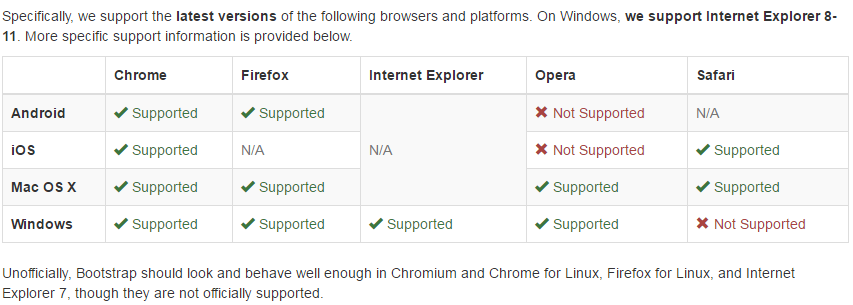 Specifically, we support the latest versions of the following browsers and platforms. On Windows, we support Internet Explorer 8-
11. More specific support information is provided below.
Chrome Firefox Internet Explorer Opera Safari
Android ✔ Supported ✔ Supported ✖ Not Supported N/A
iOS ✔ Supported N/A N/A ✖ Not Supported ✔ Supported
Mac OS X ✔ Supported ✔ Supported ✔ Supported ✔ Supported
Windows ✔ Supported ✔ Supported ✔ Supported ✔ Supported ✖ Not Supported
Unofficially, Bootstrap should look and behave well enough in Chromium and Chrome for Linux, Firefox for Linux, and Internet
Explorer 7, though they are not officially supported.